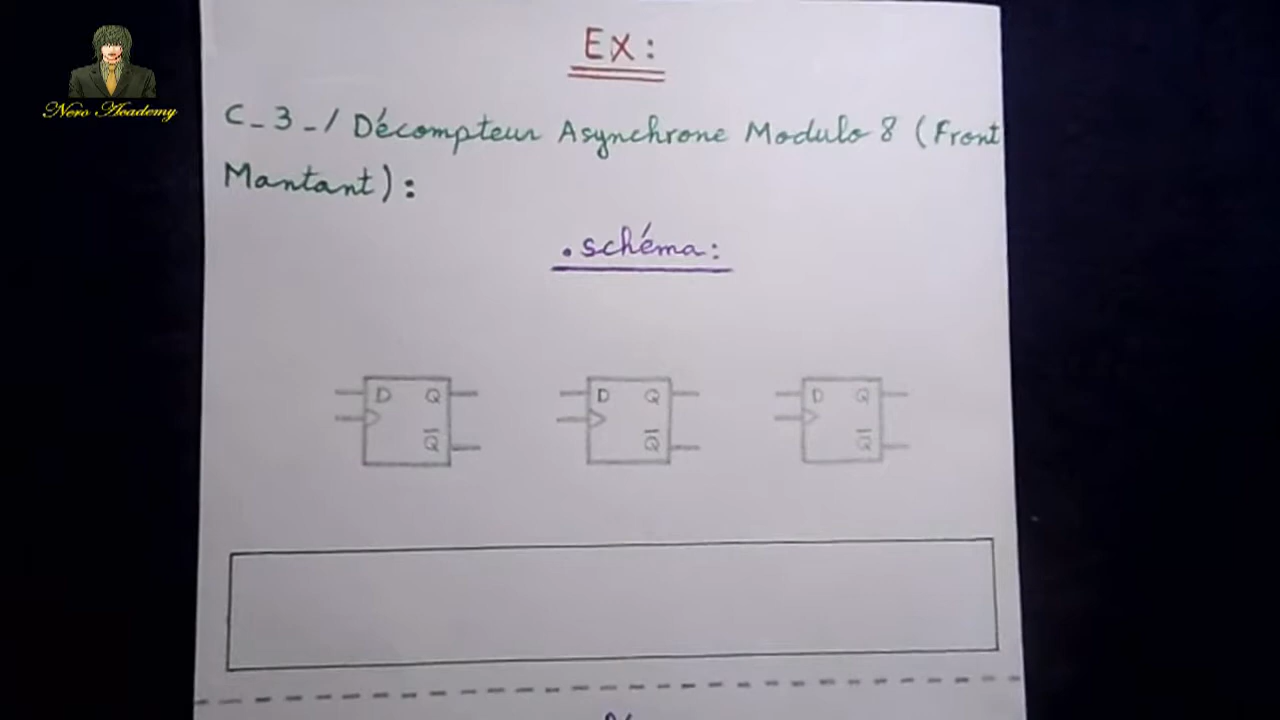 Nero Academy
EX:
C_3_/ Décompteur Asynchrone Modulo 8 (Front
Mantant):
. schéma:
D Q D Q D Q
Q̅ Q̅ Q̅